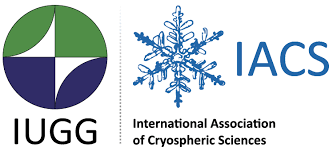 IUGG
IACS
International Association
of Cryospheric Sciences